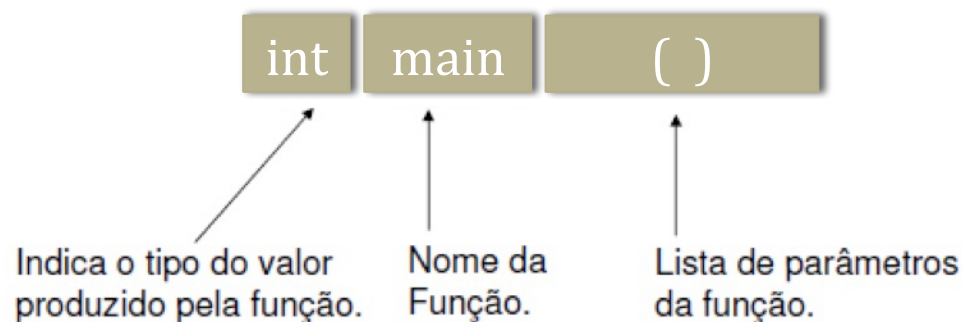 int main ( )
Indica o tipo do valor
produzido pela função.
Nome da
Função.
Lista de parâmetros
da função.